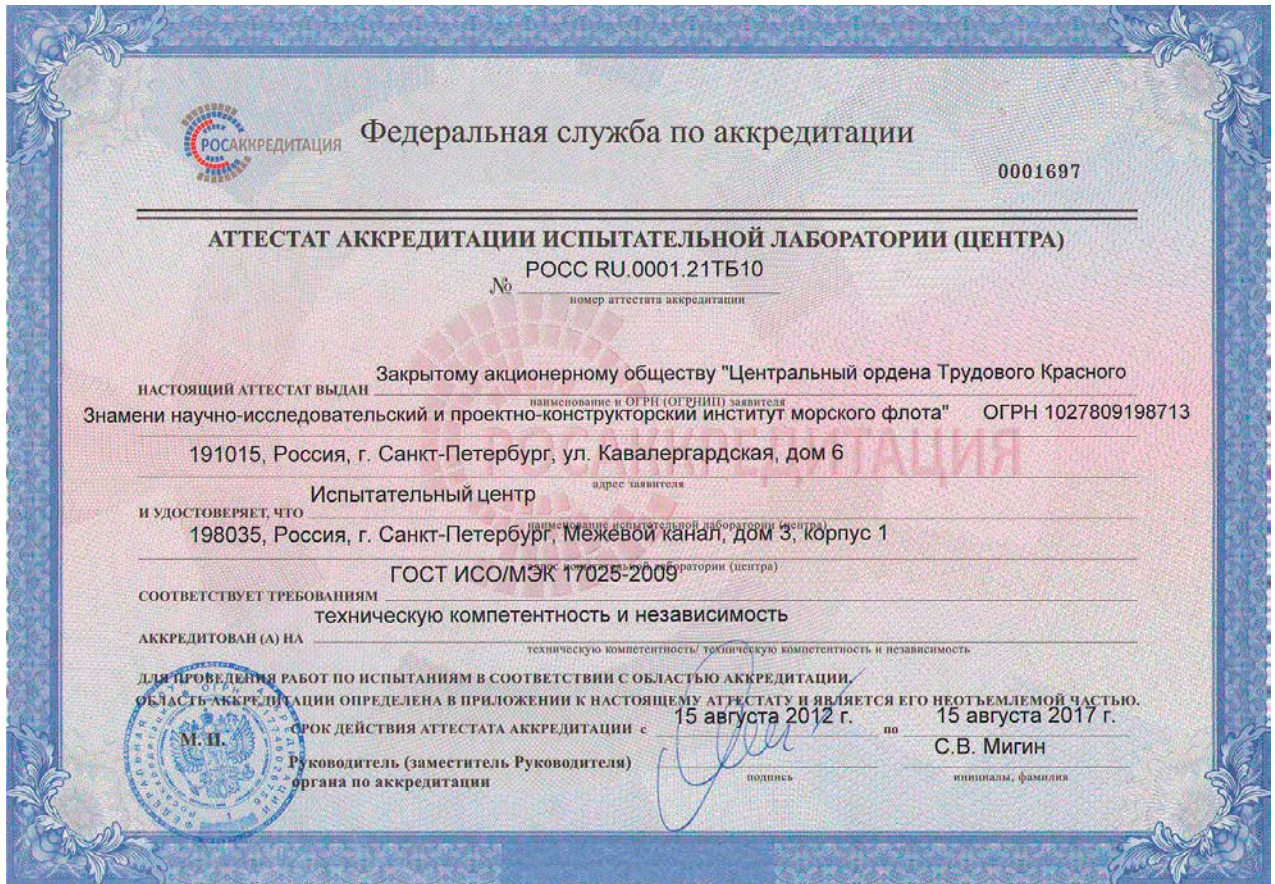 РОСАККРЕДИТАЦИЯ
Федеральная служба по аккредитации
0001697
АТТЕСТАТ АККРЕДИТАЦИИ ИСПЫТАТЕЛЬНОЙ ЛАБОРАТОРИИ (ЦЕНТРА)
№ РОСС RU.0001.21ТБ10
номер аттестата аккредитации
НАСТОЯЩИЙ АТТЕСТАТ ВЫДАН Закрытому акционерному обществу "Центральный ордена Трудового Красного
наименование и ОГРН (ОГРНИП) заявителя
Знамени научно-исследовательский и проектно-конструкторский институт морского флота" ОГРН 1027809198713
РОСАККРЕДИТАЦИЯ
191015, Россия, г. Санкт-Петербург, ул. Кавалергардская, дом 6
адрес заявителя
И УДОСТОВЕРЯЕТ, ЧТО Испытательный центр
наименование испытательной лаборатории (центра)
198035, Россия, г. Санкт-Петербург, Межевой канал, дом 3, корпус 1
адрес испытательной лаборатории (центра)
СООТВЕТСТВУЕТ ТРЕБОВАНИЯМ ГОСТ ИСО/МЭК 17025-2009
АККРЕДИТОВАН (А) НА техническую компетентность и независимость
техническую компетентность/ техническую компетентность и независимость
ДЛЯ ПРОВЕДЕНИЯ РАБОТ ПО ИСПЫТАНИЯМ В СООТВЕТСТВИИ С ОБЛАСТЬЮ АККРЕДИТАЦИИ.
ОБЛАСТЬ АККРЕДИТАЦИИ ОПРЕДЕЛЕНА В ПРИЛОЖЕНИИ К НАСТОЯЩЕМУ АТТЕСТАТУ И ЯВЛЯЕТСЯ ЕГО НЕОТЪЕМЛЕМОЙ ЧАСТЬЮ.
СРОК ДЕЙСТВИЯ АТТЕСТАТА АККРЕДИТАЦИИ с 15 августа 2012 г. по 15 августа 2017 г.
М. П.
Руководитель (заместитель Руководителя)
органа по аккредитации
С.В. Мигин
подпись
инициалы, фамилия